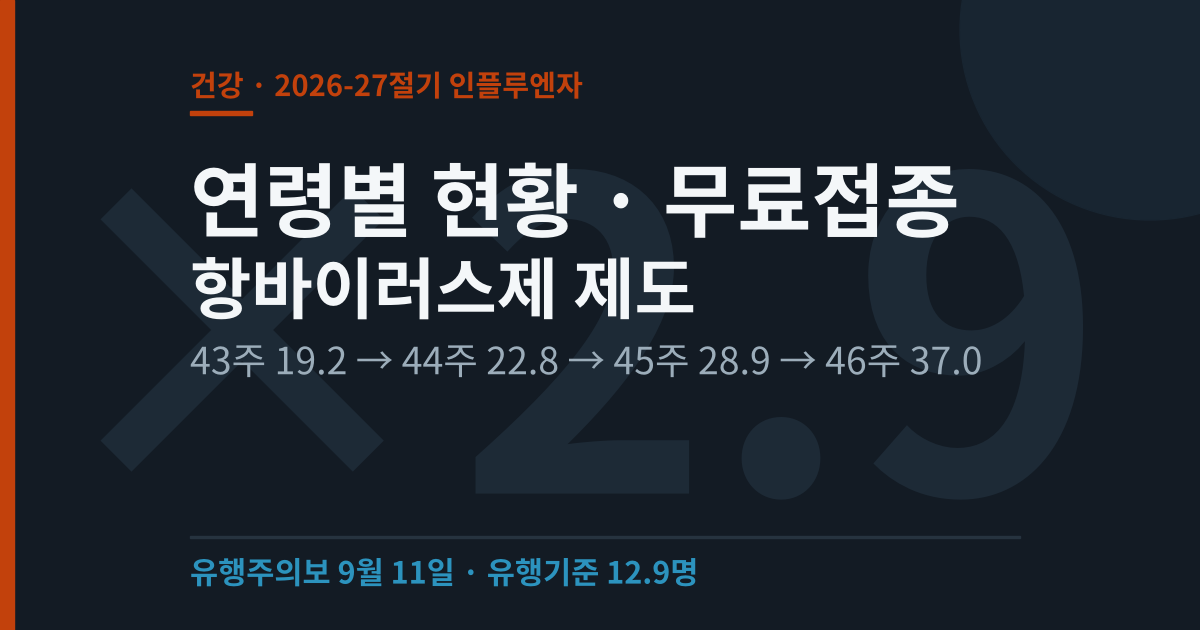 건강 · 2026-27절기 인플루엔자
연령별 현황 · 무료접종
항바이러스제 제도
43주 19.2 → 44주 22.8 → 45주 28.9 → 46주 37.0
×2.9
유행주의보 9월 11일 · 유행기준 12.9명